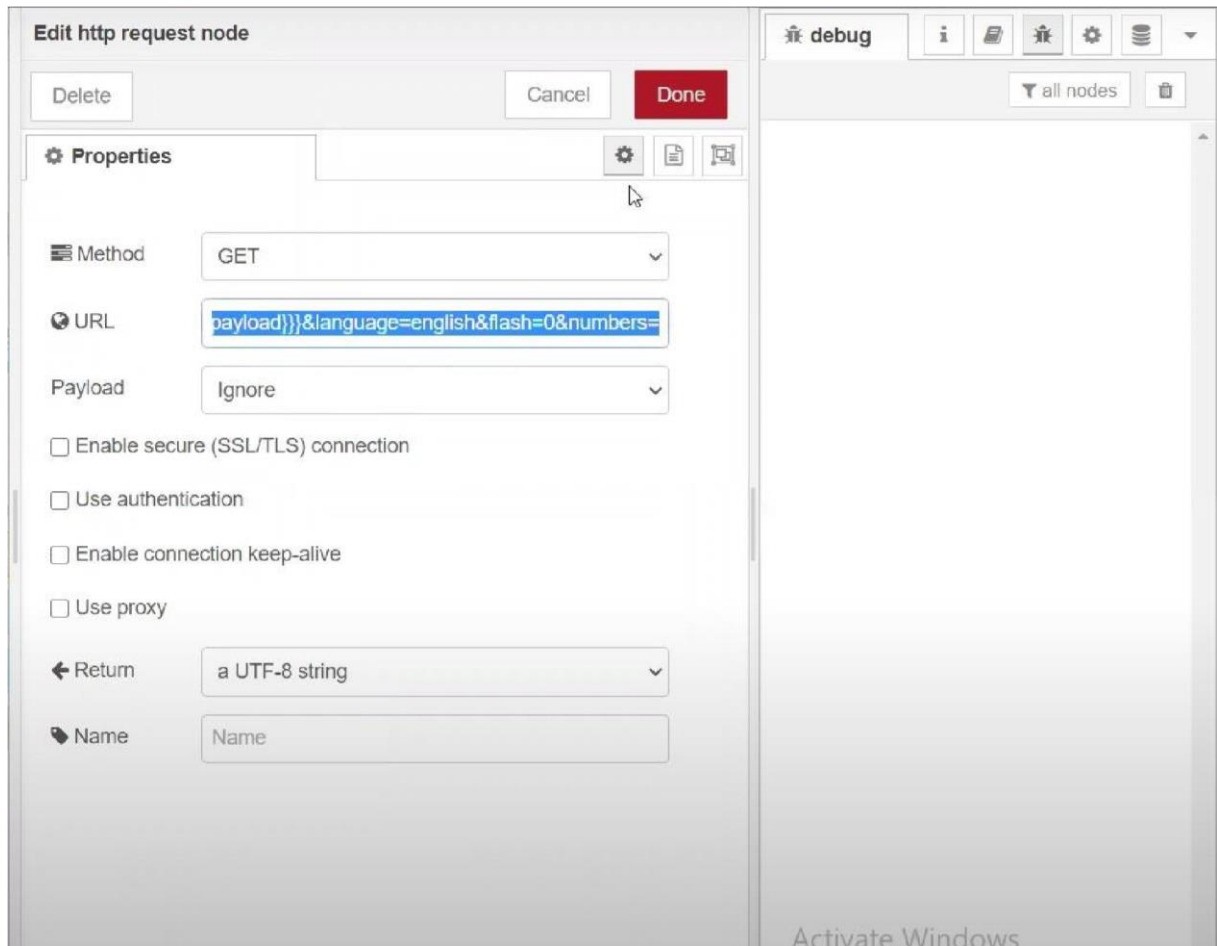 Edit http request node
debug
i
Delete
Cancel
Done
all nodes
Properties
Method
GET
URL
payload}}}&language=english&flash=0&numbers=
Payload
Ignore
Enable secure (SSL/TLS) connection
Use authentication
Enable connection keep-alive
Use proxy
Return
a UTF-8 string
Name
Name
Activate Windows